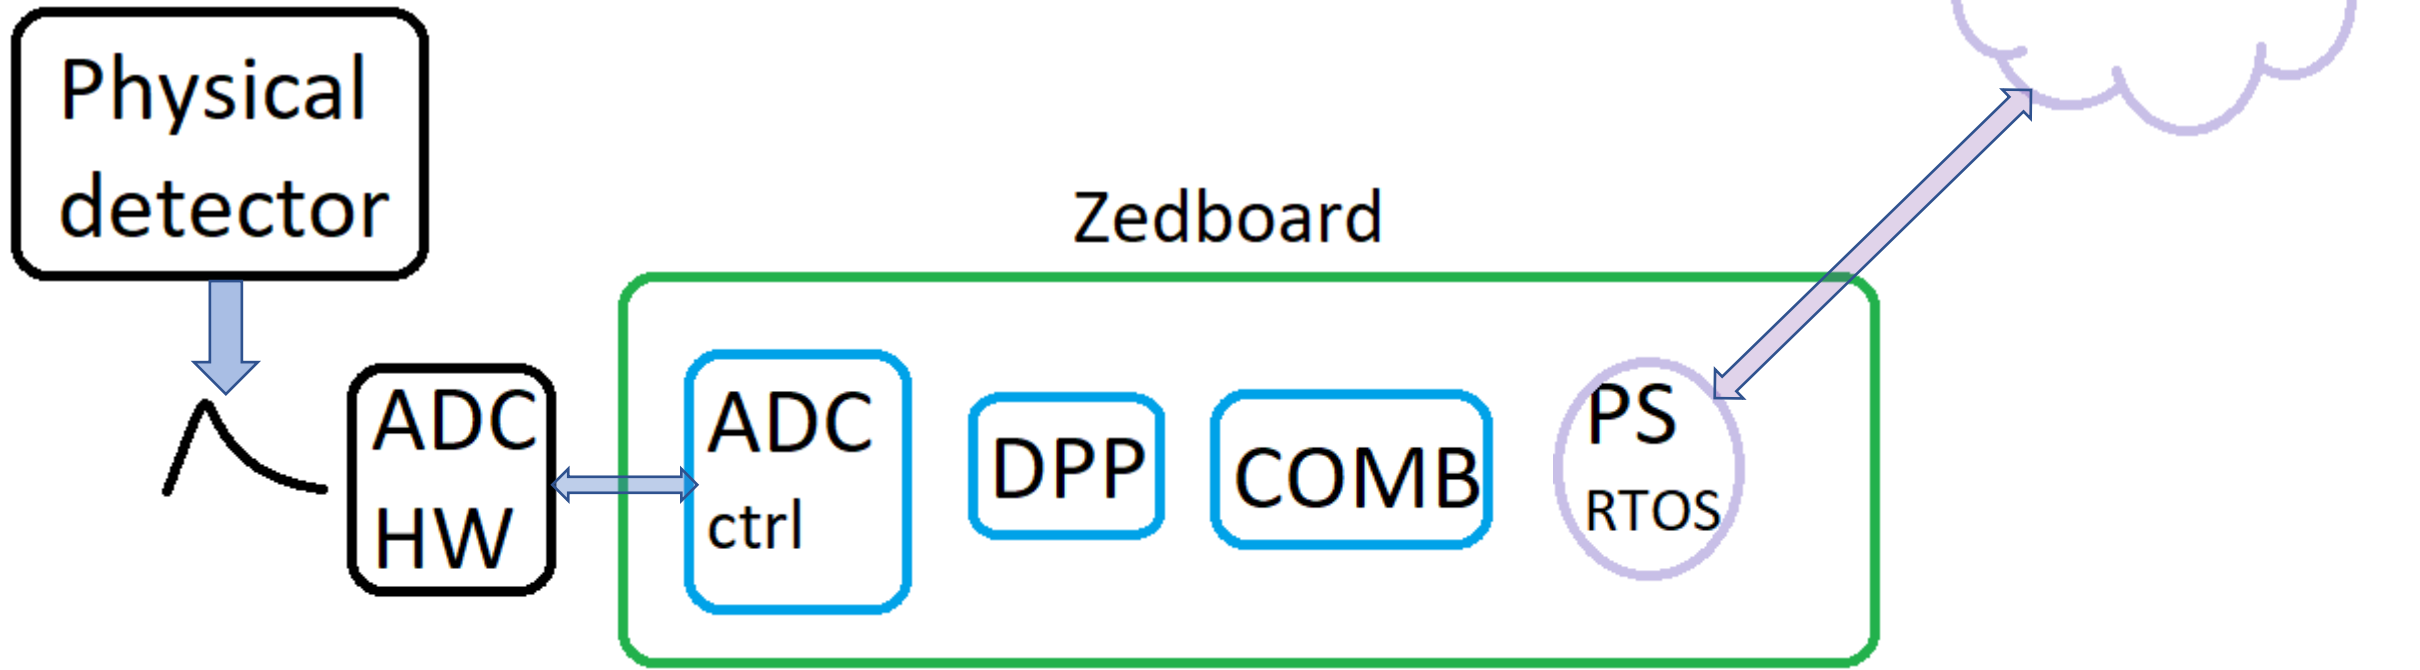 Physical
detector
Zedboard
ADC
HW
ADC
ctrl
DPP
COMB
PS
RTOS